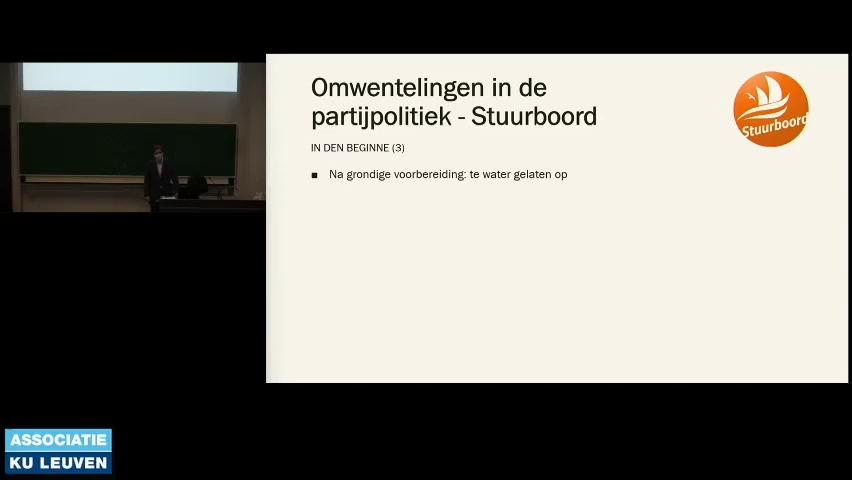 Omwentelingen in de
partijpolitiek - Stuurboord
IN DEN BEGINNE (3)
■ Na grondige voorbereiding: te water gelaten op
Stuurboord
ASSOCIATIE
KU LEUVEN